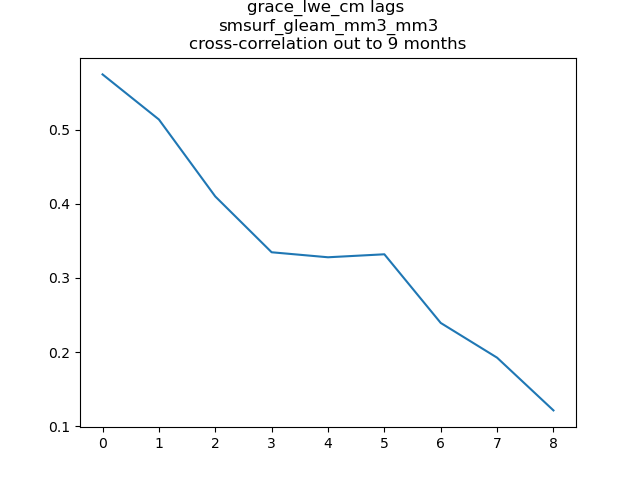 grace_lwe_cm lags
smsurf_gleam_mm3_mm3
cross-correlation out to 9 months
0.5
0.4
0.3
0.2
0.1
0 1 2 3 4 5 6 7 8